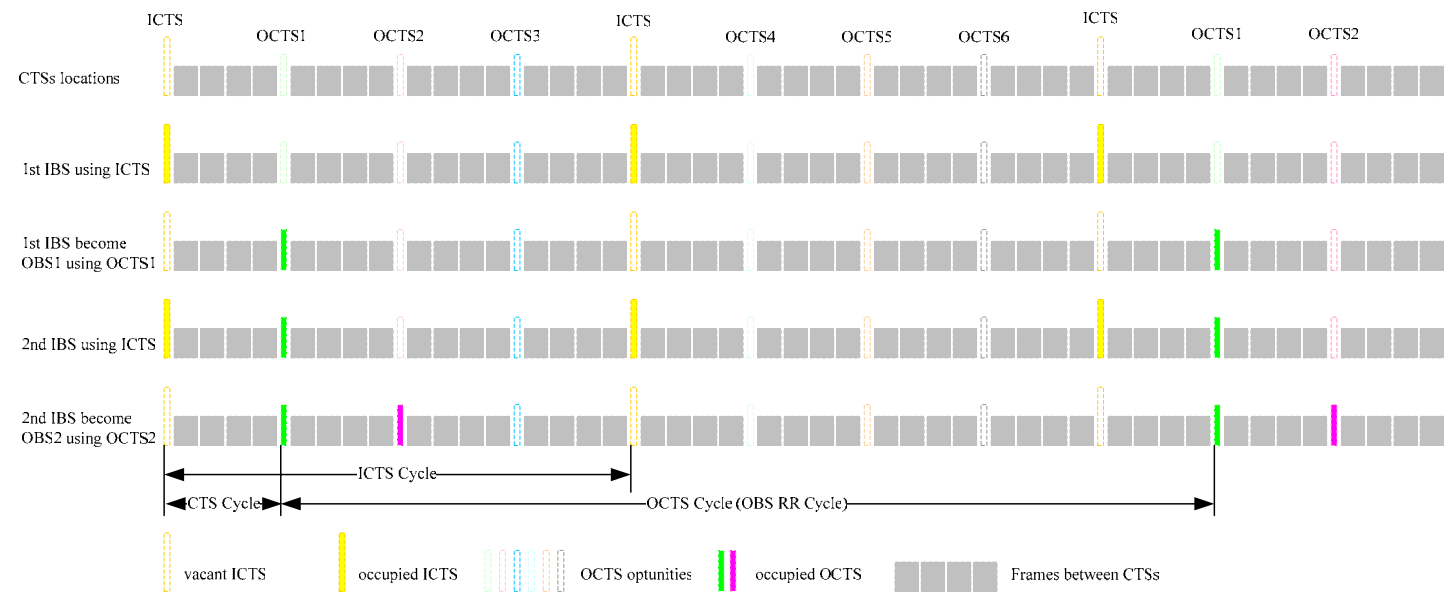 ICTS ICTS ICTS
OCTS1 OCTS2 OCTS3 OCTS4 OCTS5 OCTS6 OCTS1 OCTS2
CTSs locations
1st IBS using ICTS
1st IBS become
OBS1 using OCTS1
2nd IBS using ICTS
2nd IBS become
OBS2 using OCTS2
ICTS Cycle
CTS Cycle OCTS Cycle (OBS RR Cycle)
vacant ICTS occupied ICTS OCTS optunities occupied OCTS Frames between CTSs